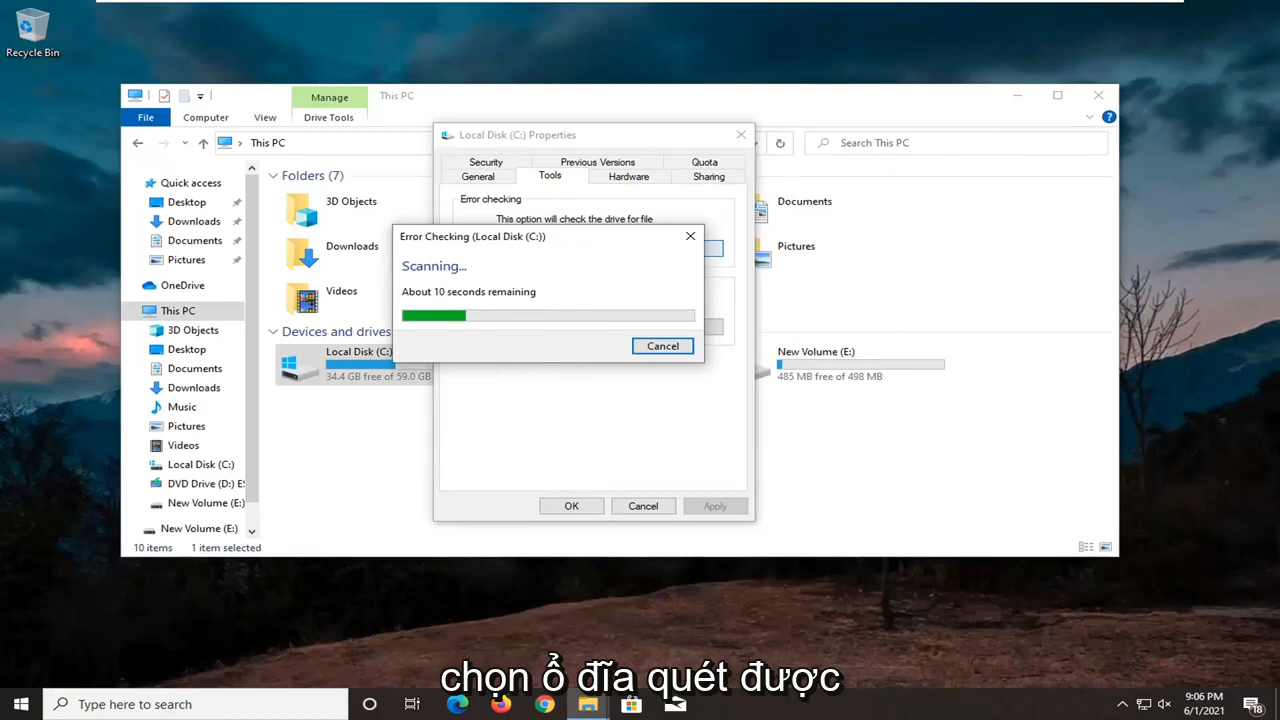 Recycle Bin
Manage
This PC
File
Computer
View
Drive Tools
This PC
Search This PC
Quick access
Desktop
Downloads
Documents
Pictures
OneDrive
This PC
3D Objects
Desktop
Documents
Downloads
Music
Pictures
Videos
Local Disk (C:)
DVD Drive (D:) ES
New Volume (E:)
New Volume (E:)
Folders (7)
3D Objects
Downloads
Videos
Documents
Pictures
Devices and drives
Local Disk (C:)
34.4 GB free of 59.0 GB
New Volume (E:)
485 MB free of 498 MB
10 items
1 item selected
Local Disk (C:) Properties
Security
Previous Versions
Quota
General
Tools
Hardware
Sharing
Error checking
This option will check the drive for file
Error Checking (Local Disk (C:))
Scanning...
About 10 seconds remaining
Cancel
OK
Cancel
Apply
chọn ổ đĩa quét được
Type here to search
9:06 PM
6/1/2021
18